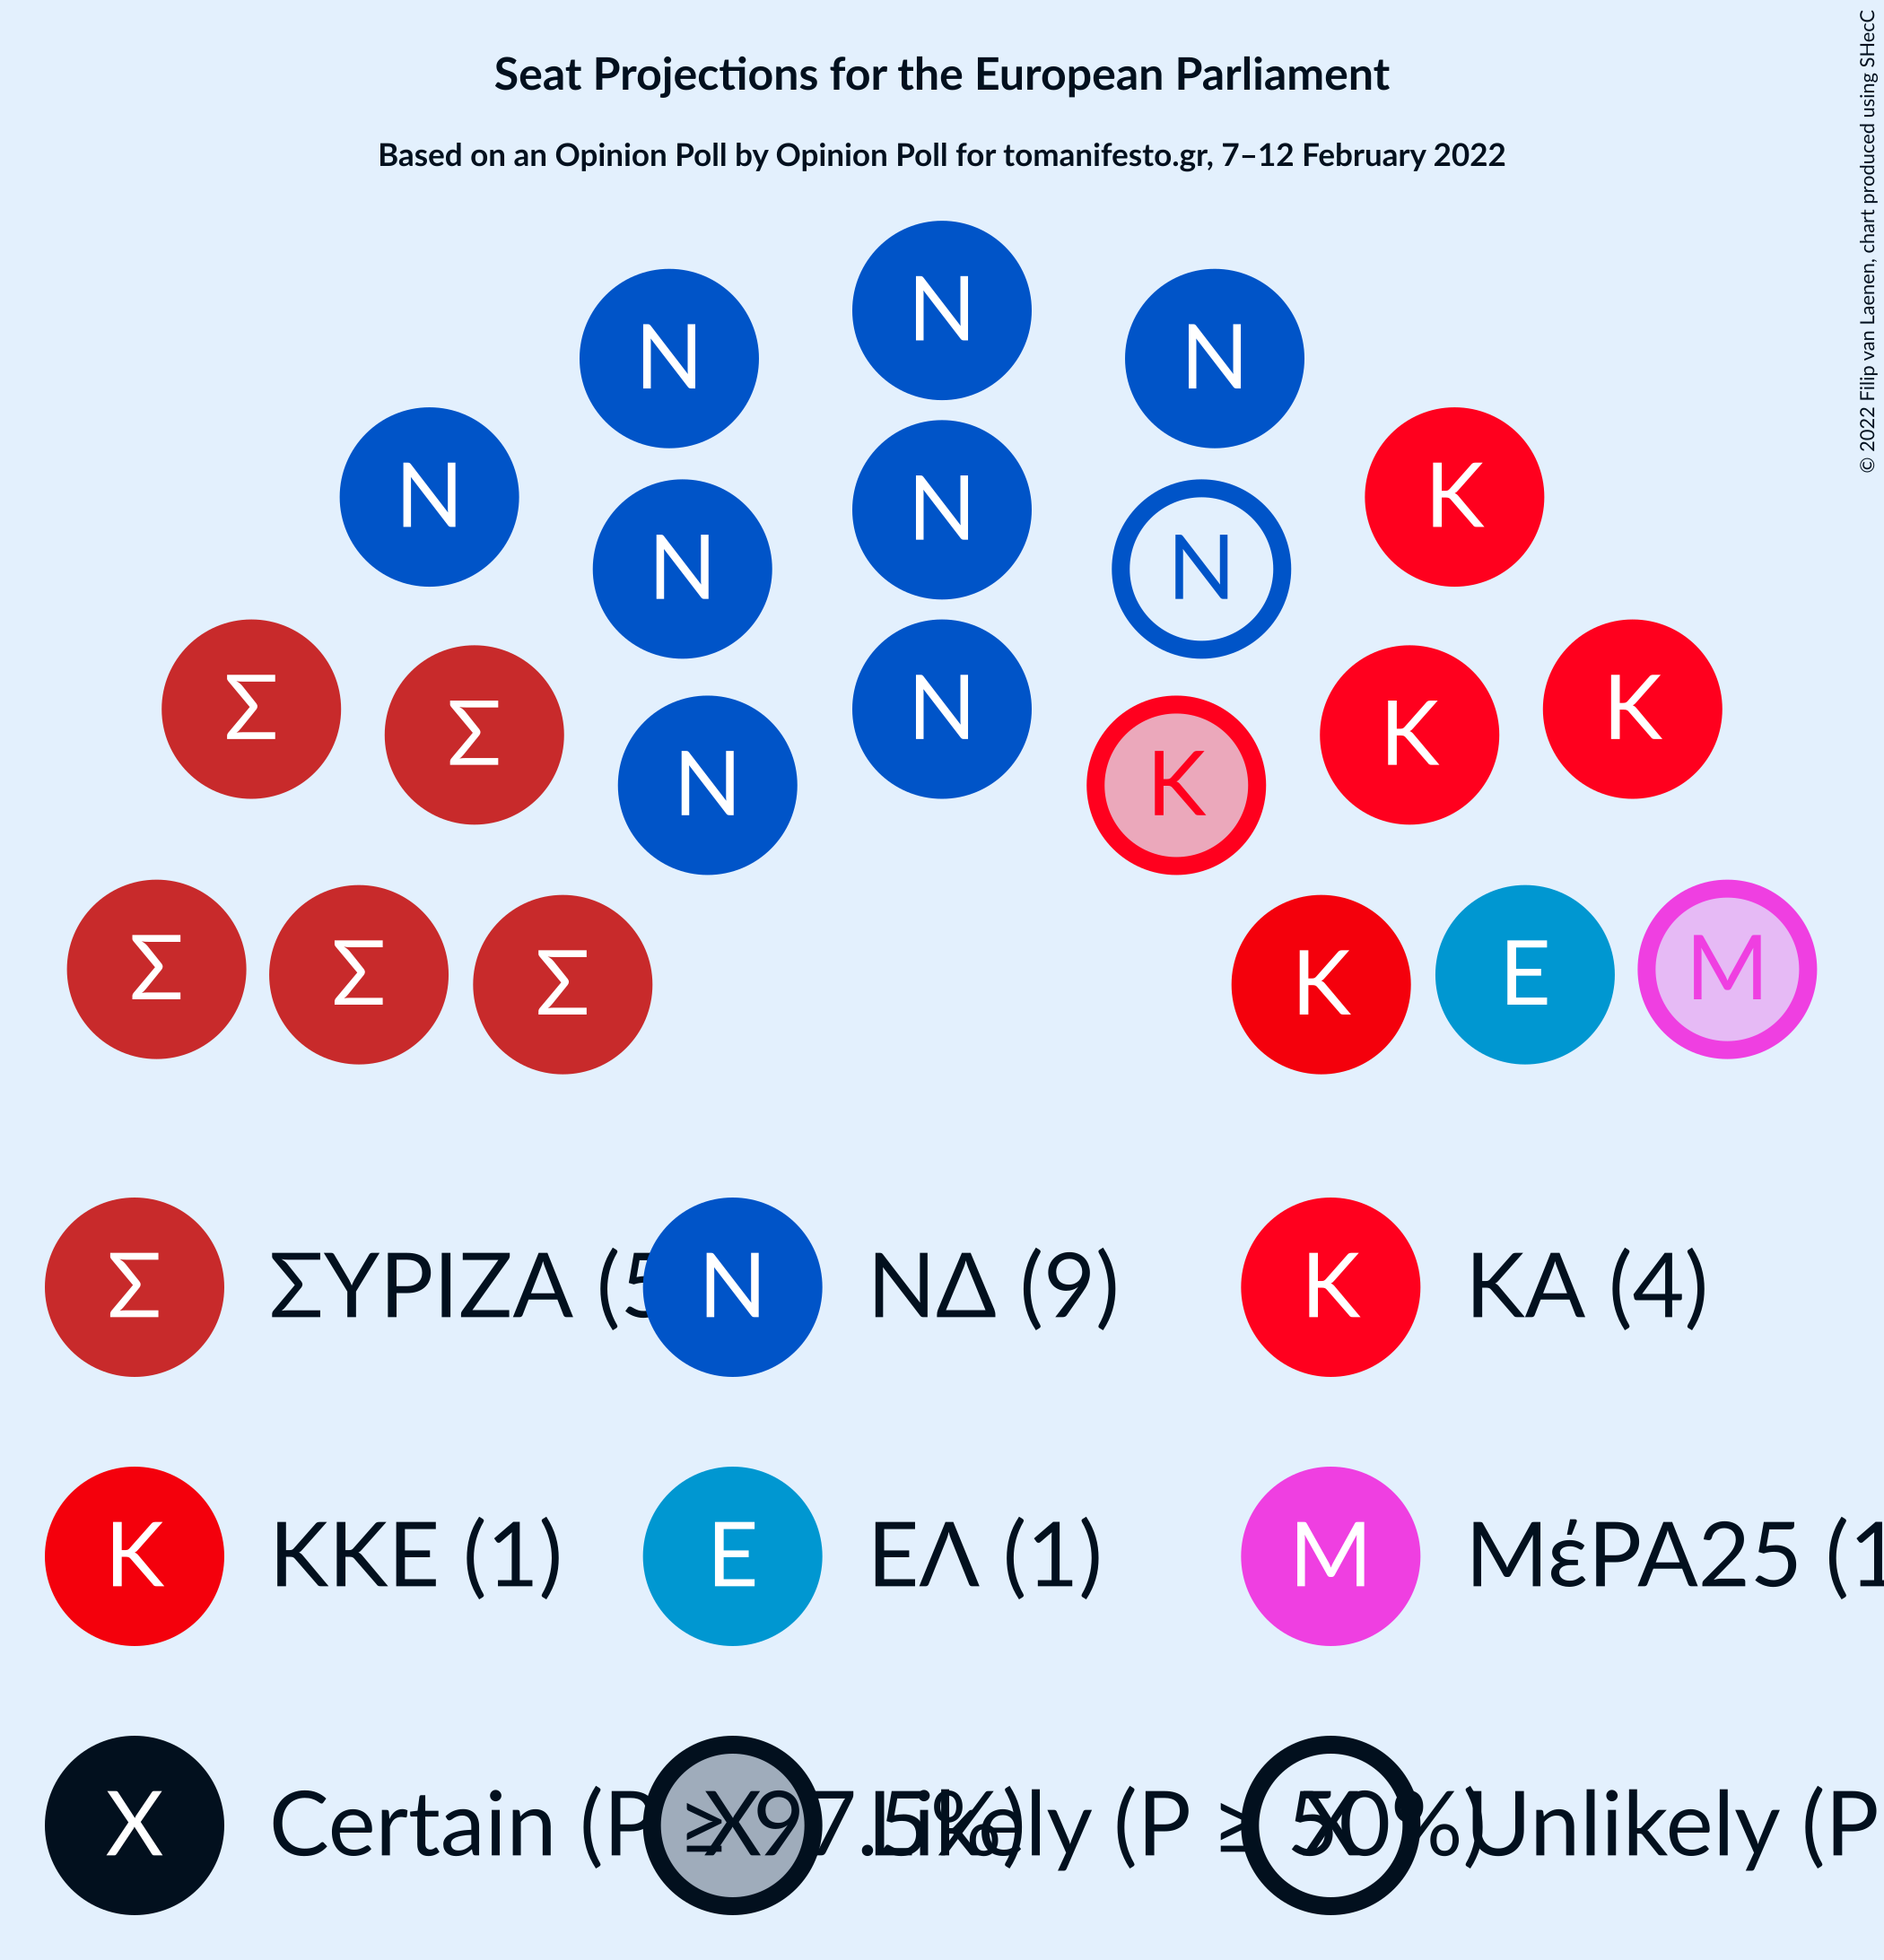 Seat Projections for the European Parliament
Based on an Opinion Poll by Opinion Poll for tomanifesto.gr, 7–12 February 2022
© 2022 Filip van Laenen, chart produced using SHecC
N
N N
N K
N
N N
Σ K
Σ N K
N K
Σ Σ Σ K Ε Μ
Σ ΣΥΡΙΖΑ (5 N ΝΔ (9) K ΚΑ (4)
K ΚΚΕ (1) Ε ΕΛ (1) Μ ΜέΡΑ25 (1
X Certain (P ≥ 97.5%) X Likely (P ≥ 50%) X Unlikely (P